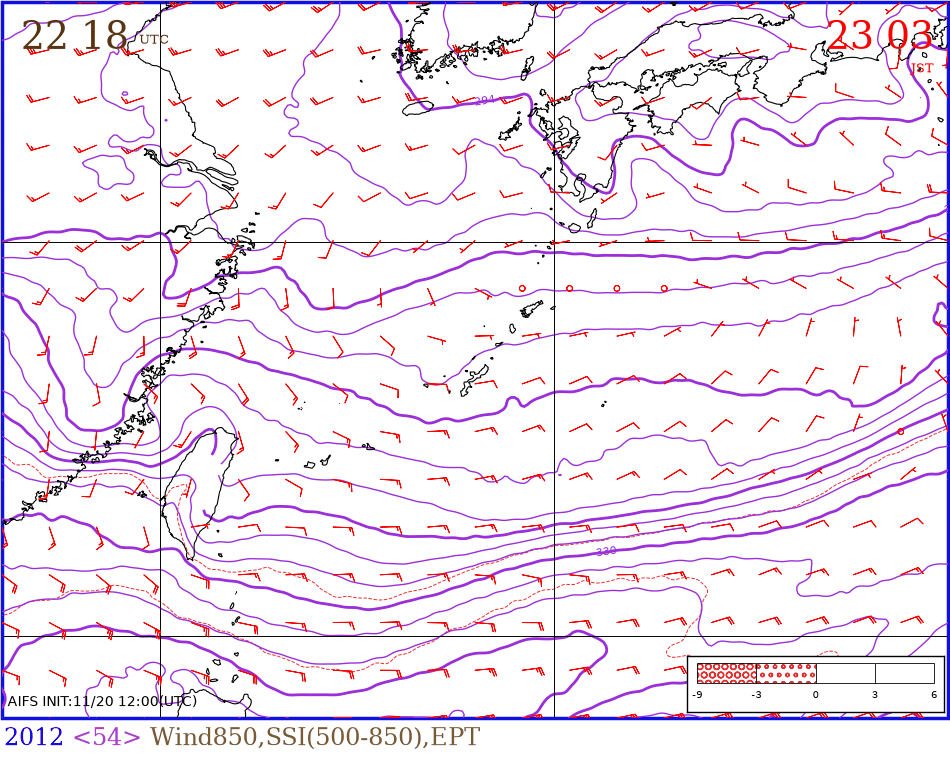 22 18 UTC
23 03
JST
294
330
-9 -3 0 3 6
AIFS INIT:11/20 12:00(UTC)
2012 <54> Wind850,SSI(500-850),EPT